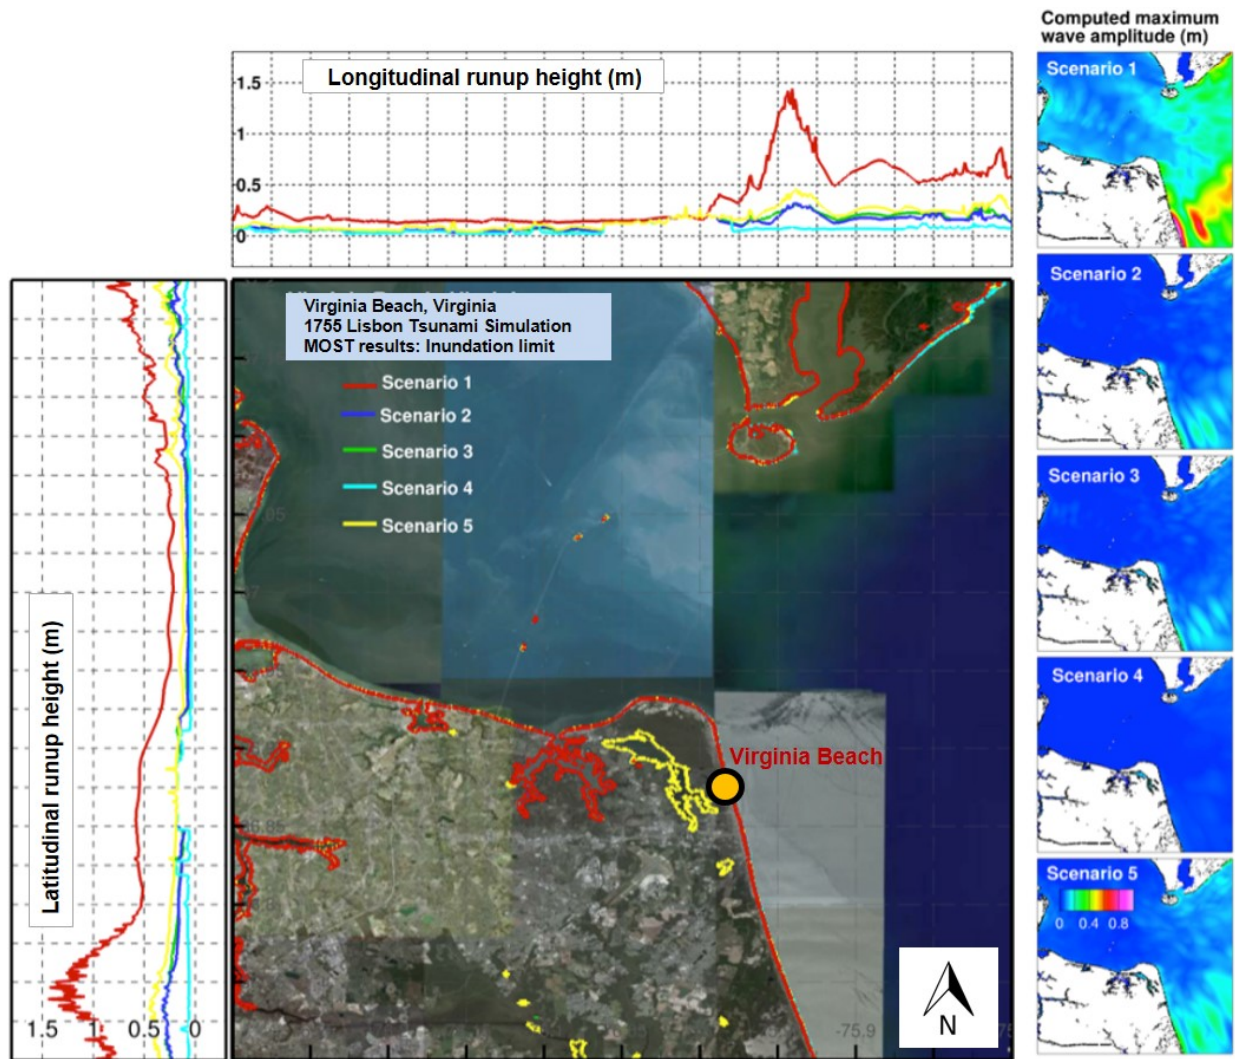 Computed maximum
wave amplitude (m)
Longitudinal runup height (m)
1.5
1
0.5
0
Scenario 1
Virginia Beach, Virginia
1755 Lisbon Tsunami Simulation
MOST results: Inundation limit
Scenario 1
Scenario 2
Scenario 3
Scenario 4
Scenario 5
Scenario 2
Scenario 3
Scenario 4
Scenario 5
0 0.4 0.8
Latitudinal runup height (m)
Virginia Beach
1.5 1 0.5 0
-75.9
N